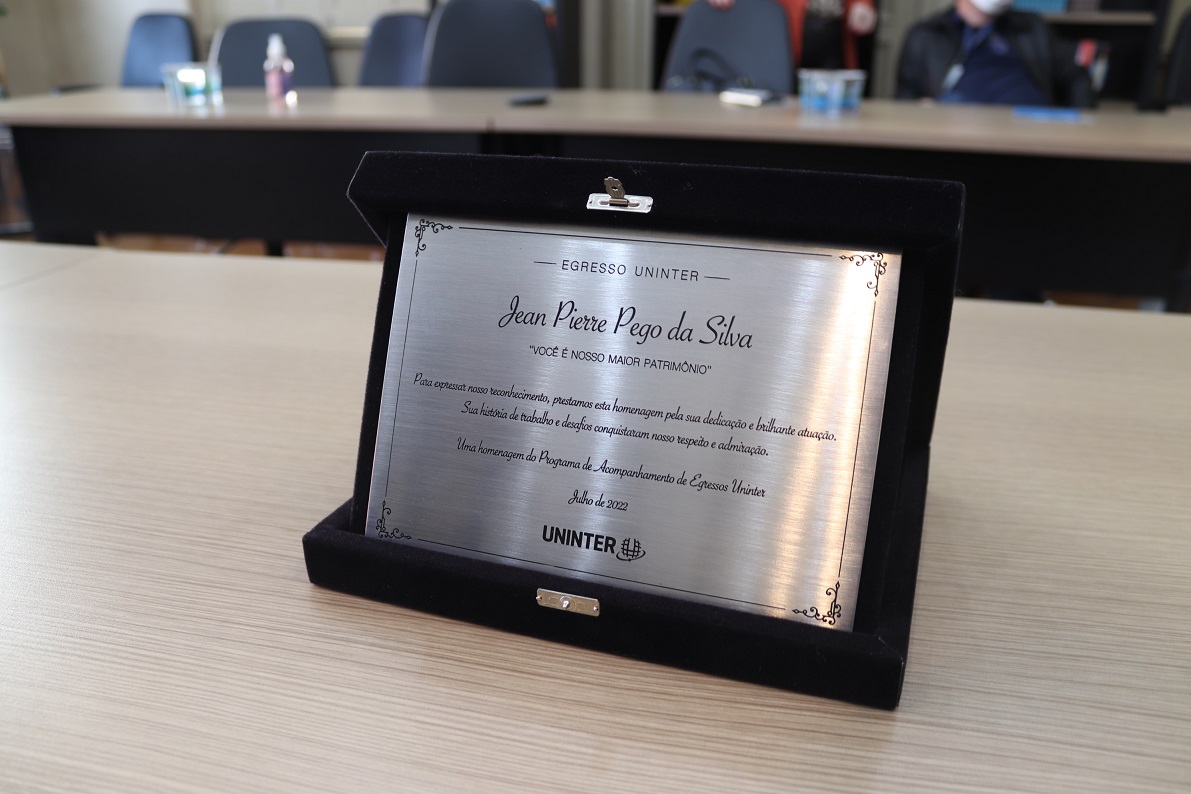 EGRESSO UNINTER
Jean Pierre Pego da Silva
"VOCÊ É NOSSO MAIOR PATRIMÔNIO"
Para expressar nosso reconhecimento, prestamos esta homenagem pela sua dedicação e brilhante atuação.
Sua história de trabalho e desafios conquistaram nosso respeito e admiração.
Uma homenagem do Programa de Acompanhamento de Egressos Uninter
Julho de 2022
UNINTER